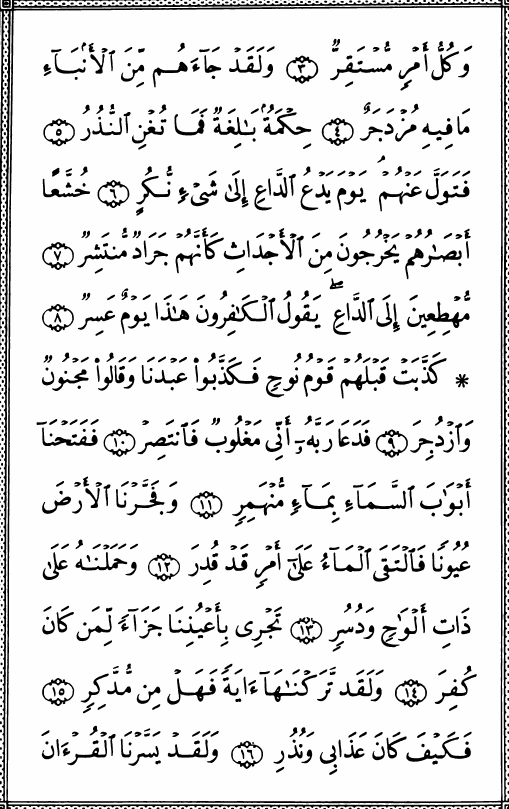 وَكُلُّ أَمْرٍ مُّسْتَقِرٌّ ٣ وَلَقَدْ جَآءَهُم مِّنَ ٱلْأَنۢبَآءِ
مَا فِيهِ مُزْدَجَرٌ ٤ حِكْمَةُۢ بَـٰلِغَةٌ فَمَا تُغْنِ ٱلنُّذُرُ ٥
فَتَوَلَّ عَنْهُمْ ۘ يَوْمَ يَدْعُ ٱلدَّاعِ إِلَىٰ شَىْءٍ نُّكُرٍ ٦ خُشَّعًا
أَبْصَـٰرُهُمْ يَخْرُجُونَ مِنَ ٱلْأَجْدَاثِ كَأَنَّهُمْ جَرَادٌ مُّنتَشِرٌ ٧
مُّهْطِعِينَ إِلَى ٱلدَّاعِ ۖ يَقُولُ ٱلْكَـٰفِرُونَ هَـٰذَا يَوْمٌ عَسِرٌ ٨
* كَذَّبَتْ قَبْلَهُمْ قَوْمُ نُوحٍ فَكَذَّبُوا۟ عَبْدَنَا وَقَالُوا۟ مَجْنُونٌ
وَٱزْدُجِرَ ٩ فَدَعَا رَبَّهُۥٓ أَنِّى مَغْلُوبٌ فَٱنتَصِرْ ١٠ فَفَتَحْنَآ
أَبْوَٰبَ ٱلسَّمَآءِ بِمَآءٍ مُّنْهَمِرٍ ١١ وَفَجَّرْنَا ٱلْأَرْضَ
عُيُونًا فَٱلْتَقَى ٱلْمَآءُ عَلَىٰٓ أَمْرٍ قَدْ قُدِرَ ١٢ وَحَمَلْنَـٰهُ عَلَىٰ
ذَاتِ أَلْوَٰحٍ وَدُسُرٍ ١٣ تَجْرِى بِأَعْيُنِنَا جَزَآءً لِّمَن كَانَ
كُفِرَ ١٤ وَلَقَد تَّرَكْنَـٰهَآ ءَايَةً فَهَلْ مِن مُّدَّكِرٍ ١٥
فَكَيْفَ كَانَ عَذَابِى وَنُذُرِ ١٦ وَلَقَدْ يَسَّرْنَا ٱلْقُرْءَانَ